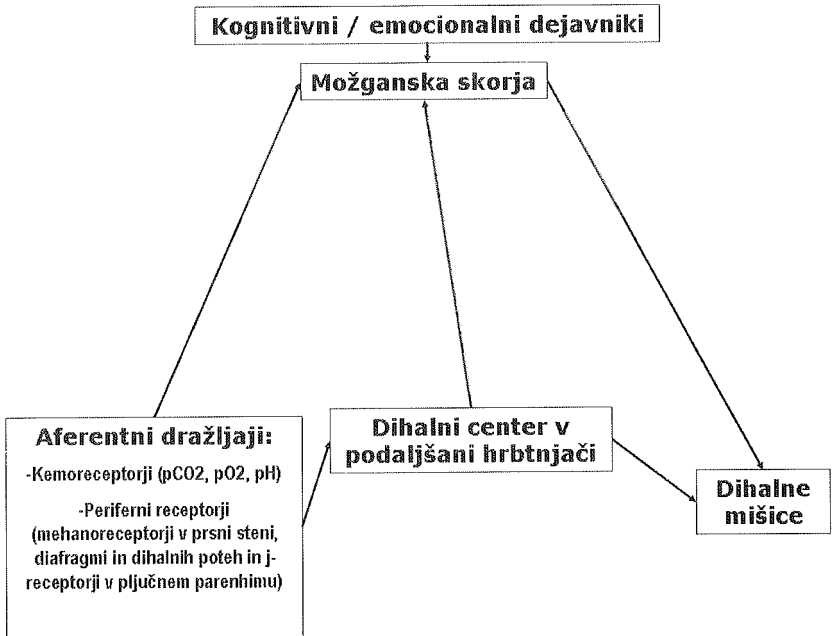 Kognitivni / emocionalni dejavniki
Možganska skorja
Aferentni dražljaji:
-Kemoreceptorji (pCO2, pO2, pH)
-Periferni receptorji
(mehanoreceptorji v prsni steni,
diafragmi in dihalnih poteh in j-
receptorji v pljučnem parenhimu)
Dihalni center v
podaljšani hrbtnjači
Dihalne
mišice